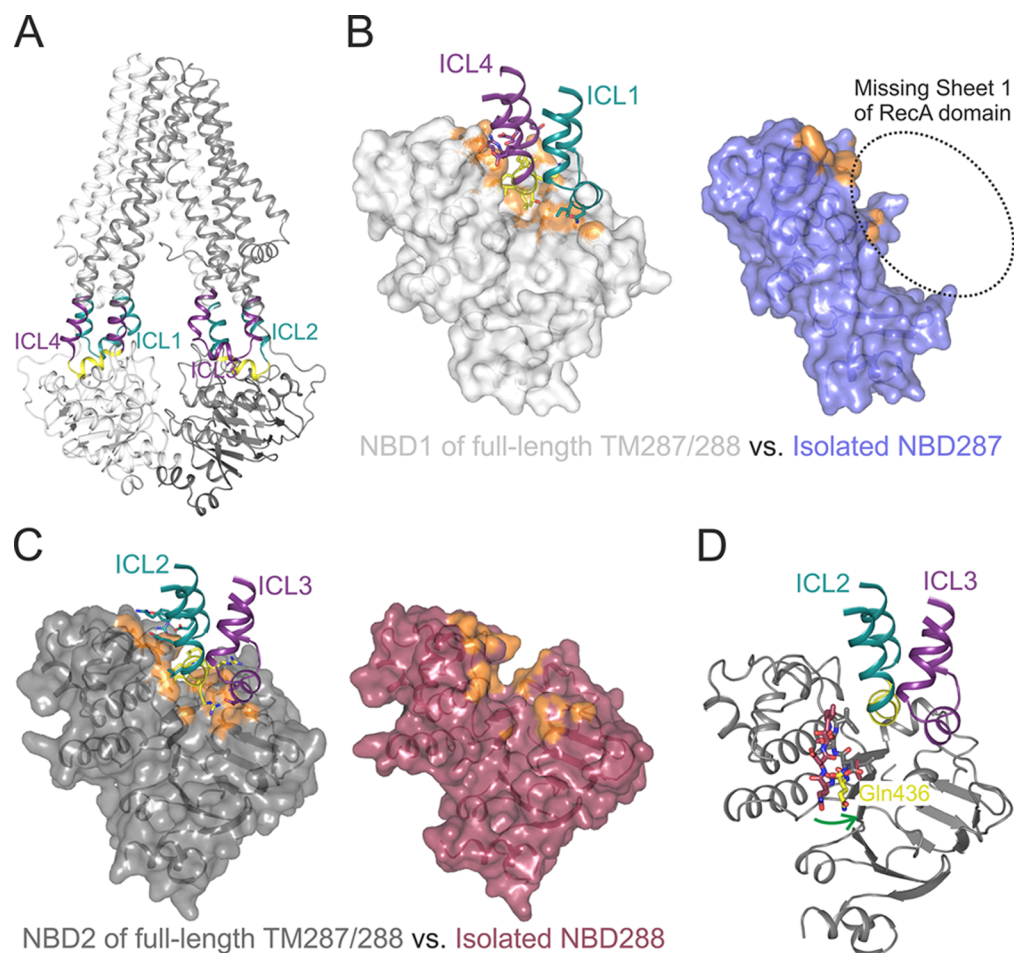 A
ICL4
ICL1
ICL3
ICL2
B
ICL4
ICL1
Missing Sheet 1
of RecA domain
NBD1 of full-length TM287/288 vs. Isolated NBD287
C
ICL2
ICL3
NBD2 of full-length TM287/288 vs. Isolated NBD288
D
ICL2
ICL3
Gln436